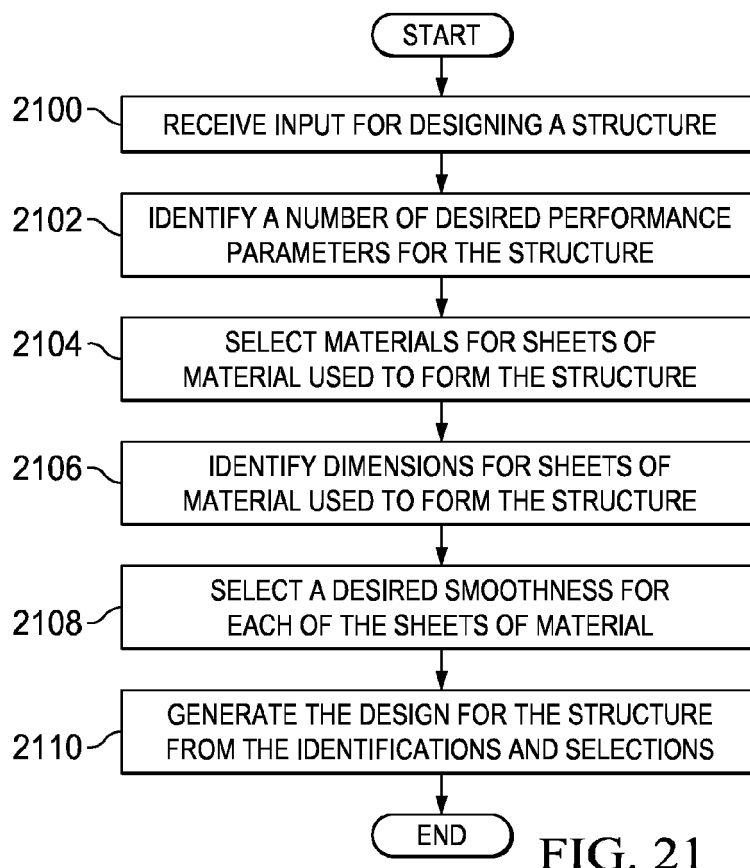 START
2100
RECEIVE INPUT FOR DESIGNING A STRUCTURE
2102
IDENTIFY A NUMBER OF DESIRED PERFORMANCE
PARAMETERS FOR THE STRUCTURE
2104
SELECT MATERIALS FOR SHEETS OF
MATERIAL USED TO FORM THE STRUCTURE
2106
IDENTIFY DIMENSIONS FOR SHEETS OF
MATERIAL USED TO FORM THE STRUCTURE
2108
SELECT A DESIRED SMOOTHNESS FOR
EACH OF THE SHEETS OF MATERIAL
2110
GENERATE THE DESIGN FOR THE STRUCTURE
FROM THE IDENTIFICATIONS AND SELECTIONS
END
FIG. 21